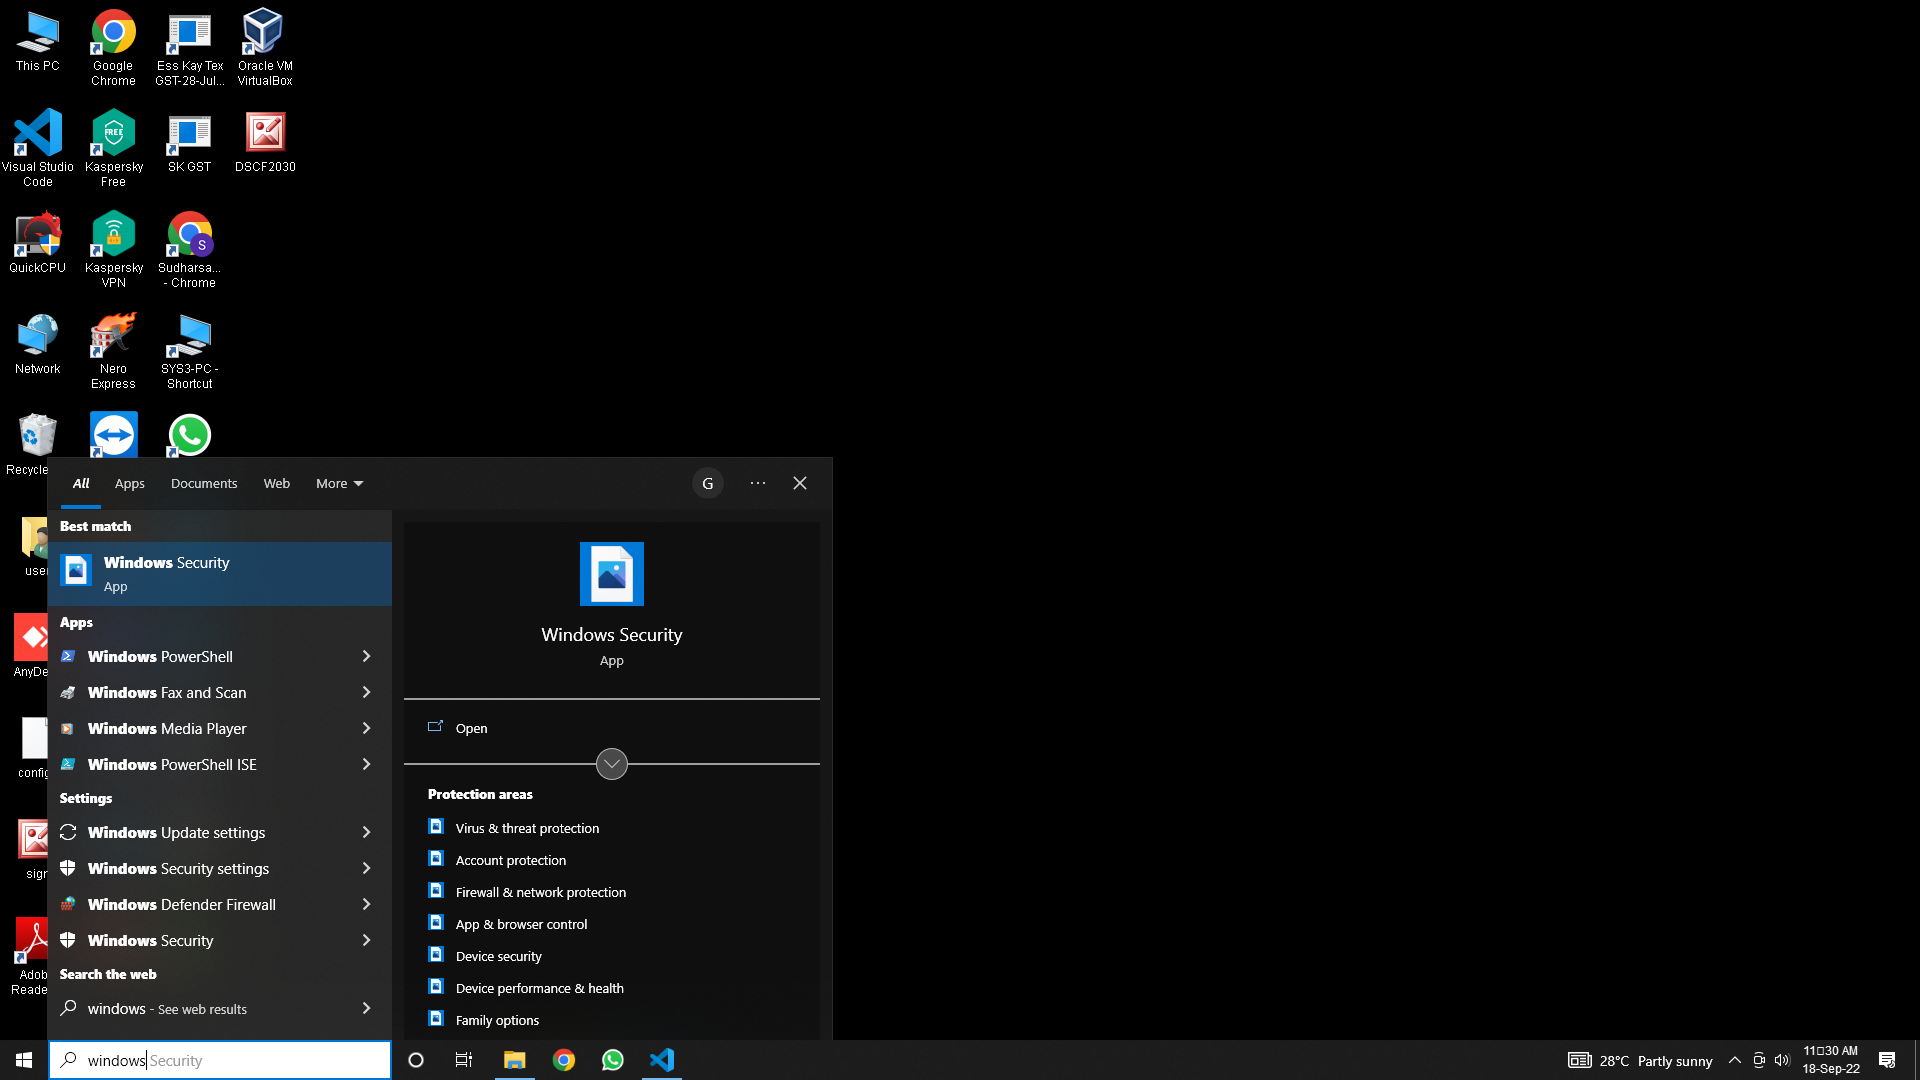 This PC
Google
Chrome
Ess Kay Tex
GST-28-Jul...
Oracle VM
VirtualBox
Visual Studio
Code
FREE
Kaspersky
Free
SK GST
DSCF2030
QuickCPU
Kaspersky
VPN
S
Sudharsa...
- Chrome
Network
Nero
Express
SYS3-PC -
Shortcut
Recycle
user
AnyDe
config
sign
Adob
Reade
All
Apps
Documents
Web
More
G
Best match
Windows Security
App
Apps
Windows PowerShell
Windows Fax and Scan
Windows Media Player
Windows PowerShell ISE
Settings
Windows Update settings
Windows Security settings
Windows Defender Firewall
Windows Security
Search the web
windows - See web results
Windows Security
App
Open
Protection areas
Virus & threat protection
Account protection
Firewall & network protection
App & browser control
Device security
Device performance & health
Family options
windows Security
28°C Partly sunny
11□30 AM
18-Sep-22